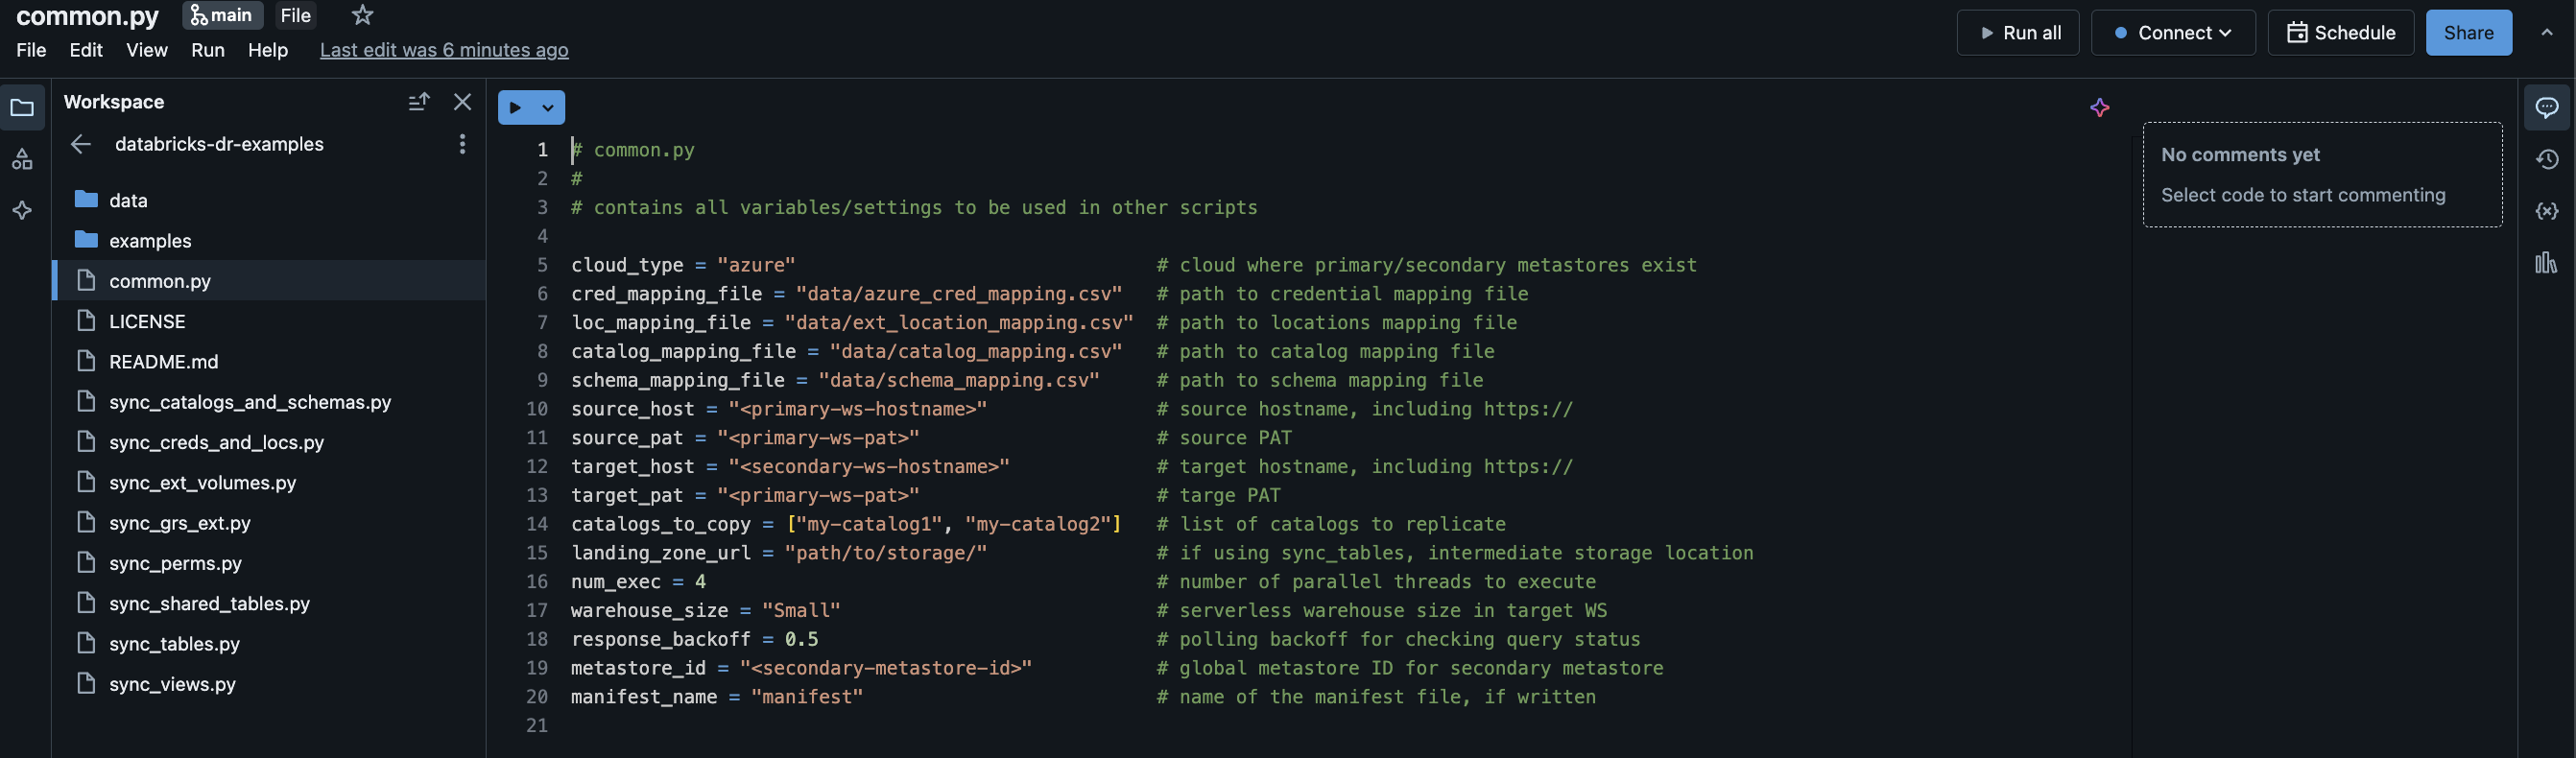 common.py main File
File Edit View Run Help Last edit was 6 minutes ago
Run all Connect Schedule Share
Workspace
databricks-dr-examples
data
examples
common.py
LICENSE
README.md
sync_catalogs_and_schemas.py
sync_creds_and_locs.py
sync_ext_volumes.py
sync_grs_ext.py
sync_perms.py
sync_shared_tables.py
sync_tables.py
sync_views.py
1 # common.py
2 #
3 # contains all variables/settings to be used in other scripts
4
5 cloud_type = "azure" # cloud where primary/secondary metastores exist
6 cred_mapping_file = "data/azure_cred_mapping.csv" # path to credential mapping file
7 loc_mapping_file = "data/ext_location_mapping.csv" # path to locations mapping file
8 catalog_mapping_file = "data/catalog_mapping.csv" # path to catalog mapping file
9 schema_mapping_file = "data/schema_mapping.csv" # path to schema mapping file
10 source_host = "<primary-ws-hostname>" # source hostname, including https://
11 source_pat = "<primary-ws-pat>" # source PAT
12 target_host = "<secondary-ws-hostname>" # target hostname, including https://
13 target_pat = "<primary-ws-pat>" # targe PAT
14 catalogs_to_copy = ["my-catalog1", "my-catalog2"] # list of catalogs to replicate
15 landing_zone_url = "path/to/storage/" # if using sync_tables, intermediate storage location
16 num_exec = 4 # number of parallel threads to execute
17 warehouse_size = "Small" # serverless warehouse size in target WS
18 response_backoff = 0.5 # polling backoff for checking query status
19 metastore_id = "<secondary-metastore-id>" # global metastore ID for secondary metastore
20 manifest_name = "manifest" # name of the manifest file, if written
21
No comments yet
Select code to start commenting